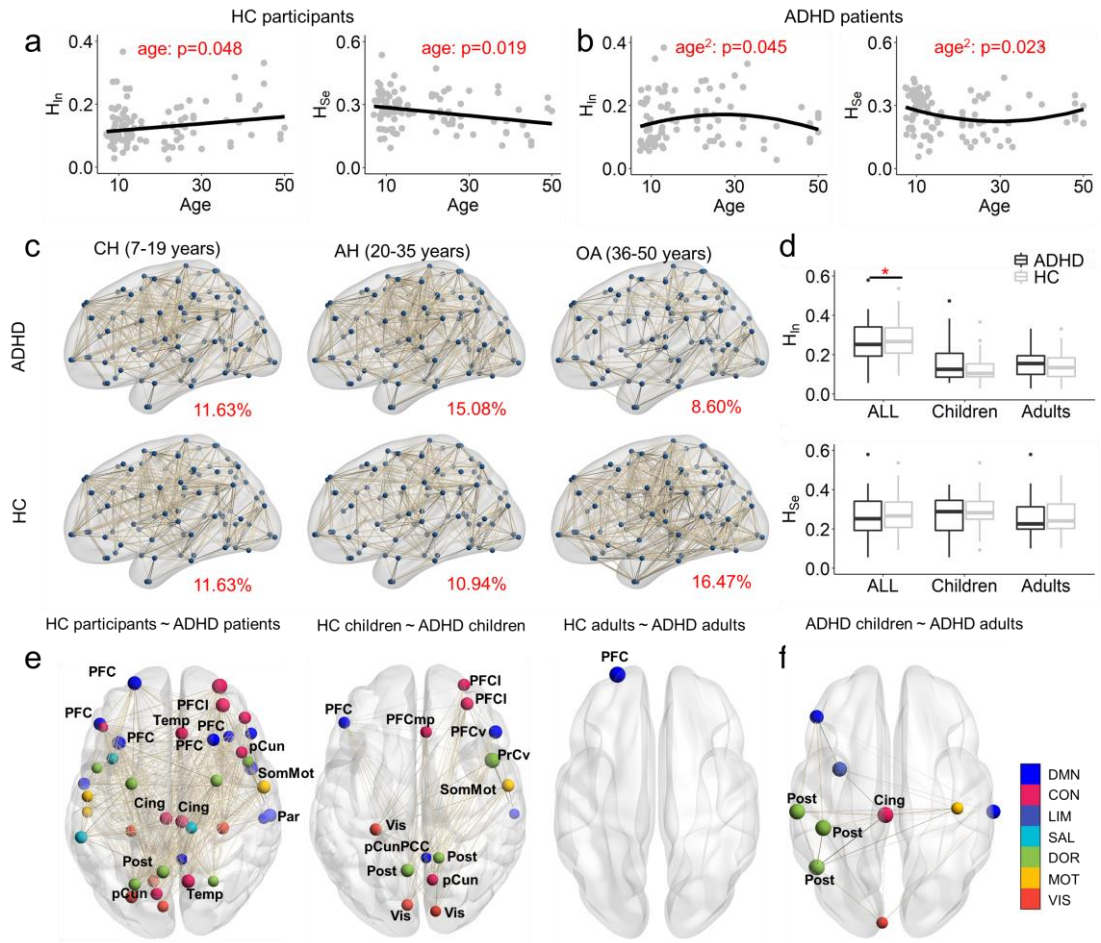 HC participants
ADHD patients
a
age: p=0.048
H_In
0.4
0.2
0.0
10
30
50
Age
age: p=0.019
H_Se
0.6
0.3
0.0
10
30
50
Age
b
age²: p=0.045
H_In
0.4
0.2
0.0
10
30
50
Age
age²: p=0.023
H_Se
0.6
0.3
0.0
10
30
50
Age
c
CH (7-19 years)
AH (20-35 years)
OA (36-50 years)
ADHD
11.63%
15.08%
8.60%
HC
11.63%
10.94%
16.47%
d
ADHD
HC
*
H_In
0.6
0.4
0.2
0.0
ALL
Children
Adults
H_Se
0.6
0.4
0.2
0.0
ALL
Children
Adults
HC participants ~ ADHD patients
HC children ~ ADHD children
HC adults ~ ADHD adults
ADHD children ~ ADHD adults
e
PFC
PFC
PFC
PFCl
Temp
PFC
PFC
pCun
SomMot
Cing
Cing
Par
Post
pCun
Temp
PFCl
PFCl
PFC
PFCmp
PFCv
PrCv
SomMot
Vis
pCunPCC
Post
Post
pCun
Vis
Vis
PFC
f
Post
Cing
Post
Post
DMN
CON
LIM
SAL
DOR
MOT
VIS